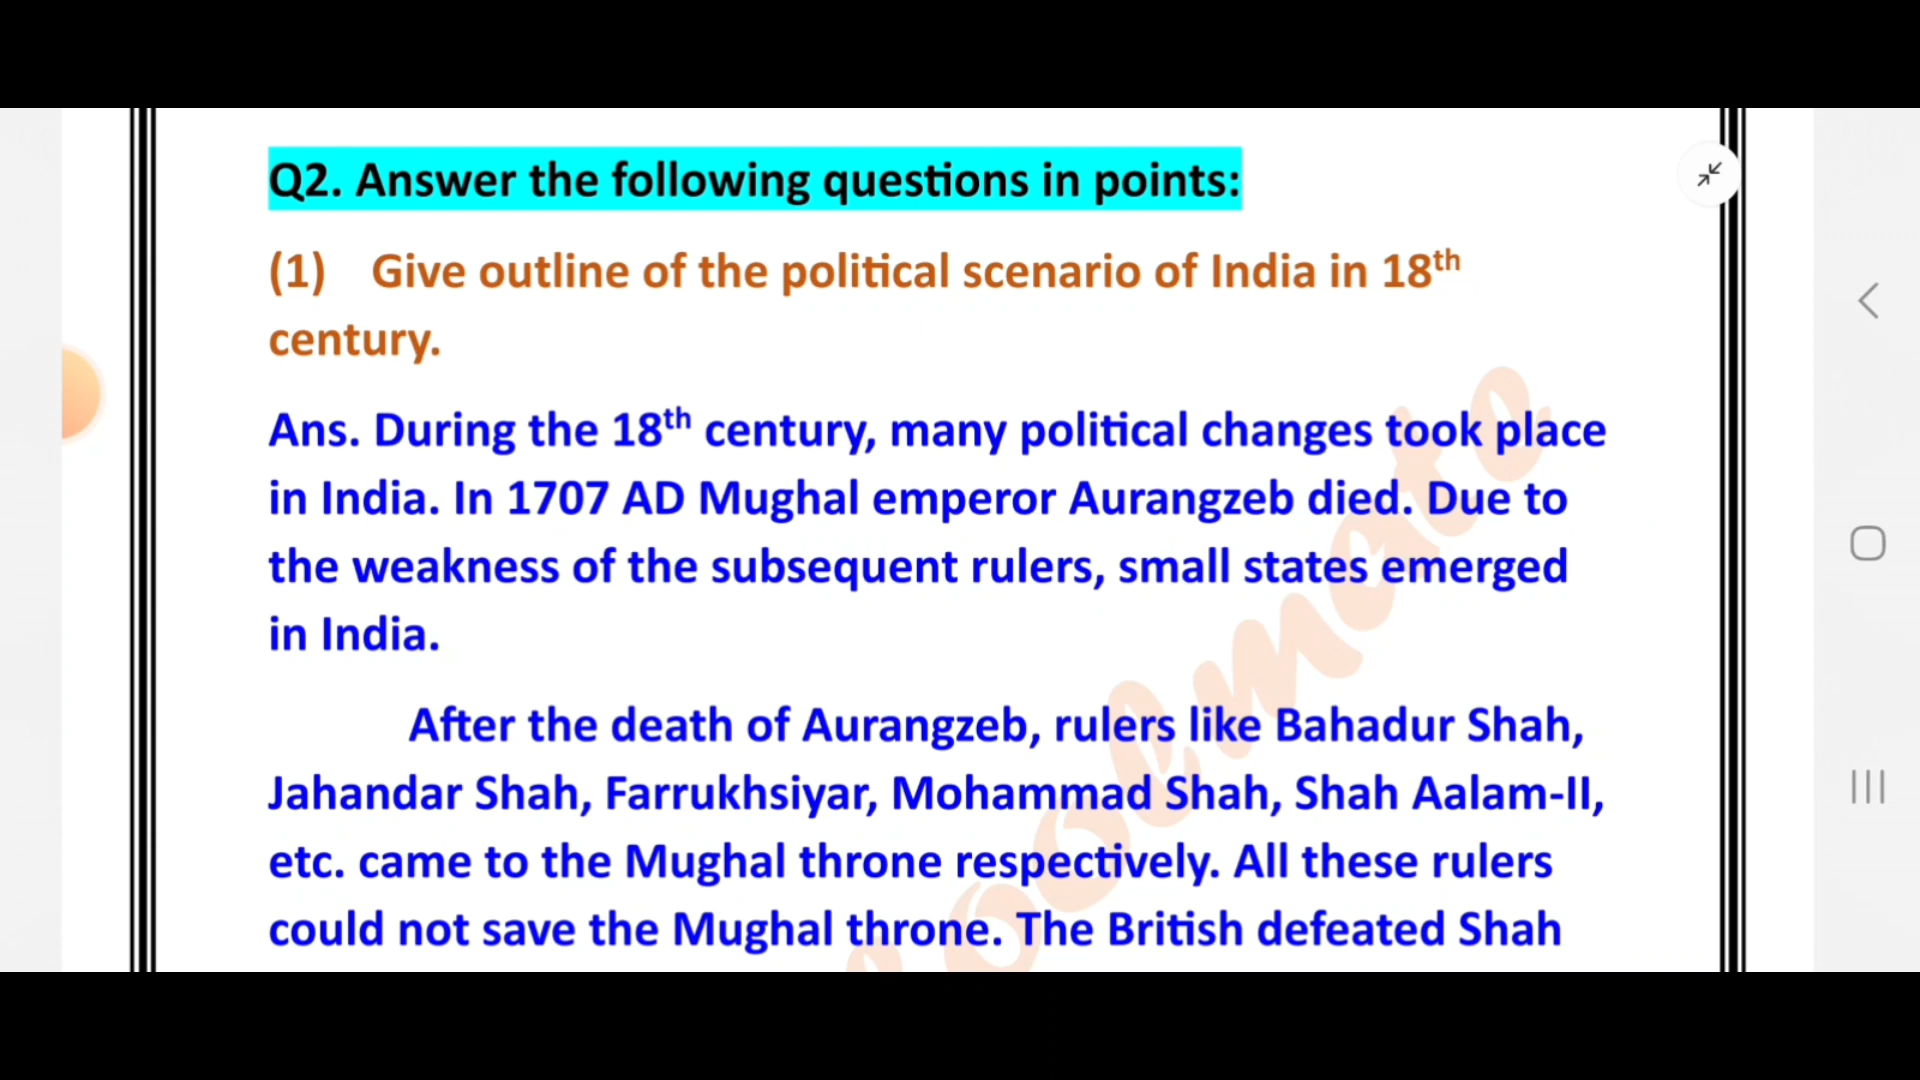 Q2. Answer the following questions in points:
(1) Give outline of the political scenario of India in 18th
century.
Ans. During the 18th century, many political changes took place
in India. In 1707 AD Mughal emperor Aurangzeb died. Due to
the weakness of the subsequent rulers, small states emerged
in India.
After the death of Aurangzeb, rulers like Bahadur Shah,
Jahandar Shah, Farrukhsiyar, Mohammad Shah, Shah Aalam-II,
etc. came to the Mughal throne respectively. All these rulers
could not save the Mughal throne. The British defeated Shah